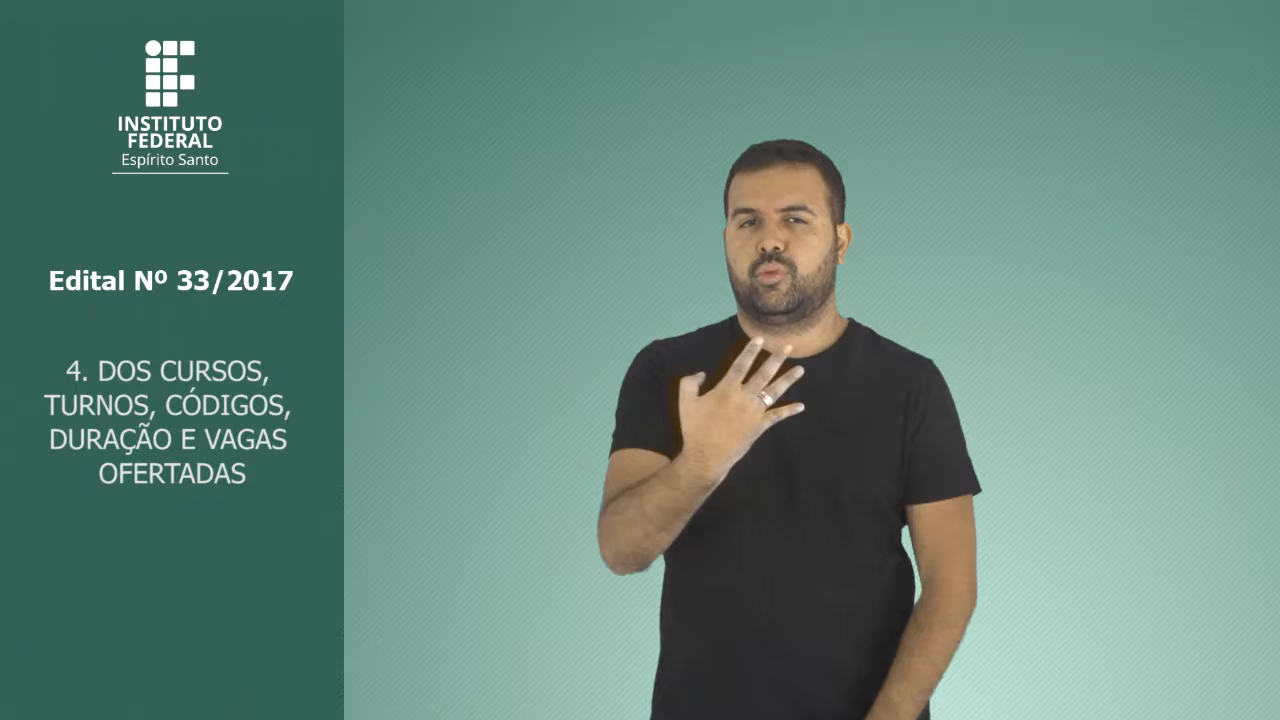 INSTITUTO
FEDERAL
Espírito Santo
Edital Nº 33/2017
4. DOS CURSOS,
TURNOS, CÓDIGOS,
DURAÇÃO E VAGAS
OFERTADAS